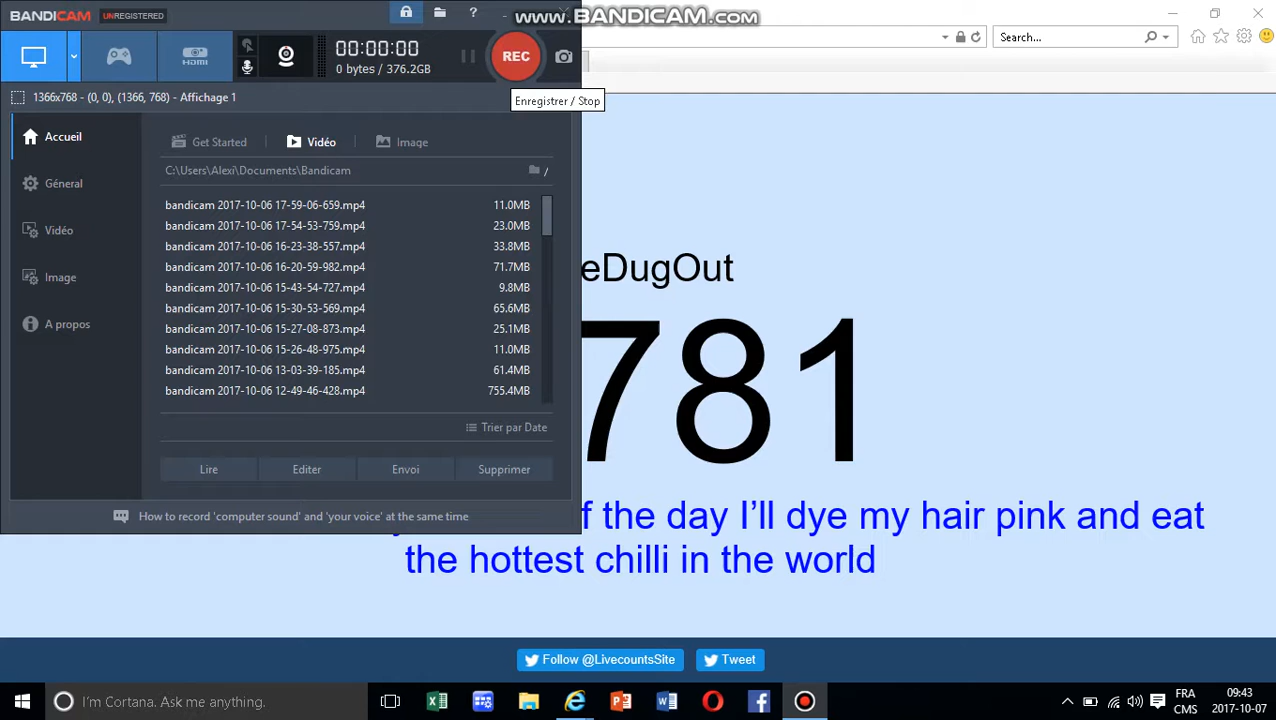 BANDICAM UNREGISTERED
www.BANDICAM.com
HDMI
00:00:00
0 bytes / 376.2GB
REC
Search...
1366x768 - (0, 0), (1366, 768) - Affichage 1
Enregistrer / Stop
Accueil
Géneral
Vidéo
Image
A propos
Get Started
Vidéo
Image
C:\Users\Alexi\Documents\Bandicam
/
bandicam 2017-10-06 17-59-06-659.mp4 11.0MB
bandicam 2017-10-06 17-54-53-759.mp4 23.0MB
bandicam 2017-10-06 16-23-38-557.mp4 33.8MB
bandicam 2017-10-06 16-20-59-982.mp4 71.7MB
bandicam 2017-10-06 15-43-54-727.mp4 9.8MB
bandicam 2017-10-06 15-30-53-569.mp4 65.6MB
bandicam 2017-10-06 15-27-08-873.mp4 25.1MB
bandicam 2017-10-06 15-26-48-975.mp4 11.0MB
bandicam 2017-10-06 13-03-39-185.mp4 61.4MB
bandicam 2017-10-06 12-49-46-428.mp4 755.4MB
Trier par Date
Lire
Editer
Envoi
Supprimer
How to record 'computer sound' and 'your voice' at the same time
eDugOut
781
f the day I’ll dye my hair pink and eat
the hottest chilli in the world
Follow @LivecountsSite
Tweet
I'm Cortana. Ask me anything.
FRA
CMS
09:43
2017-10-07